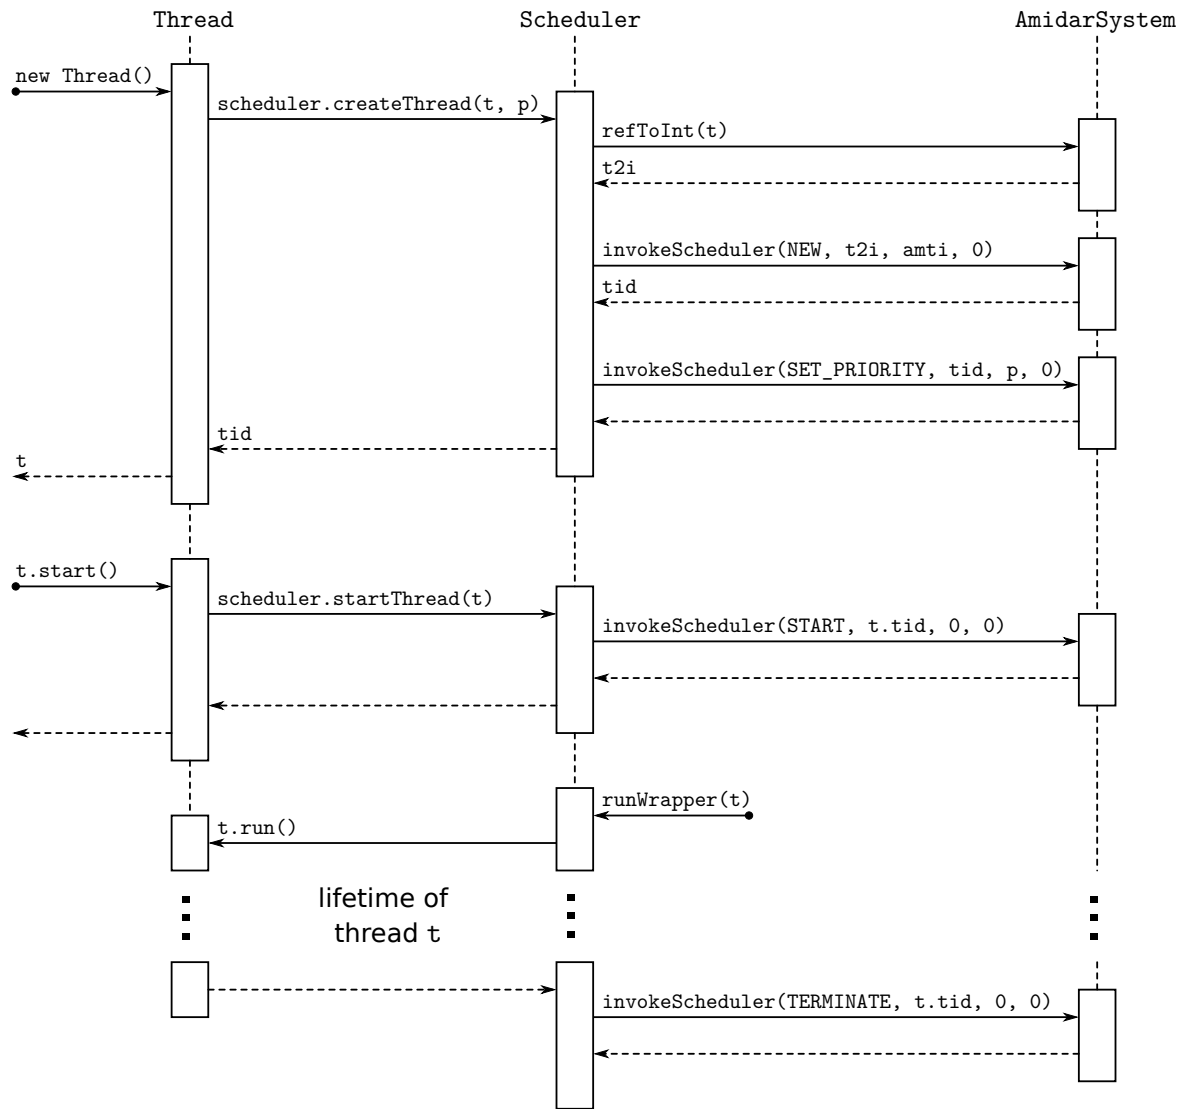 Thread
Scheduler
AmidarSystem
new Thread()
scheduler.createThread(t, p)
refToInt(t)
t2i
invokeScheduler(NEW, t2i, amti, 0)
tid
invokeScheduler(SET_PRIORITY, tid, p, 0)
tid
t
t.start()
scheduler.startThread(t)
invokeScheduler(START, t.tid, 0, 0)
runWrapper(t)
t.run()
lifetime of
thread t
invokeScheduler(TERMINATE, t.tid, 0, 0)